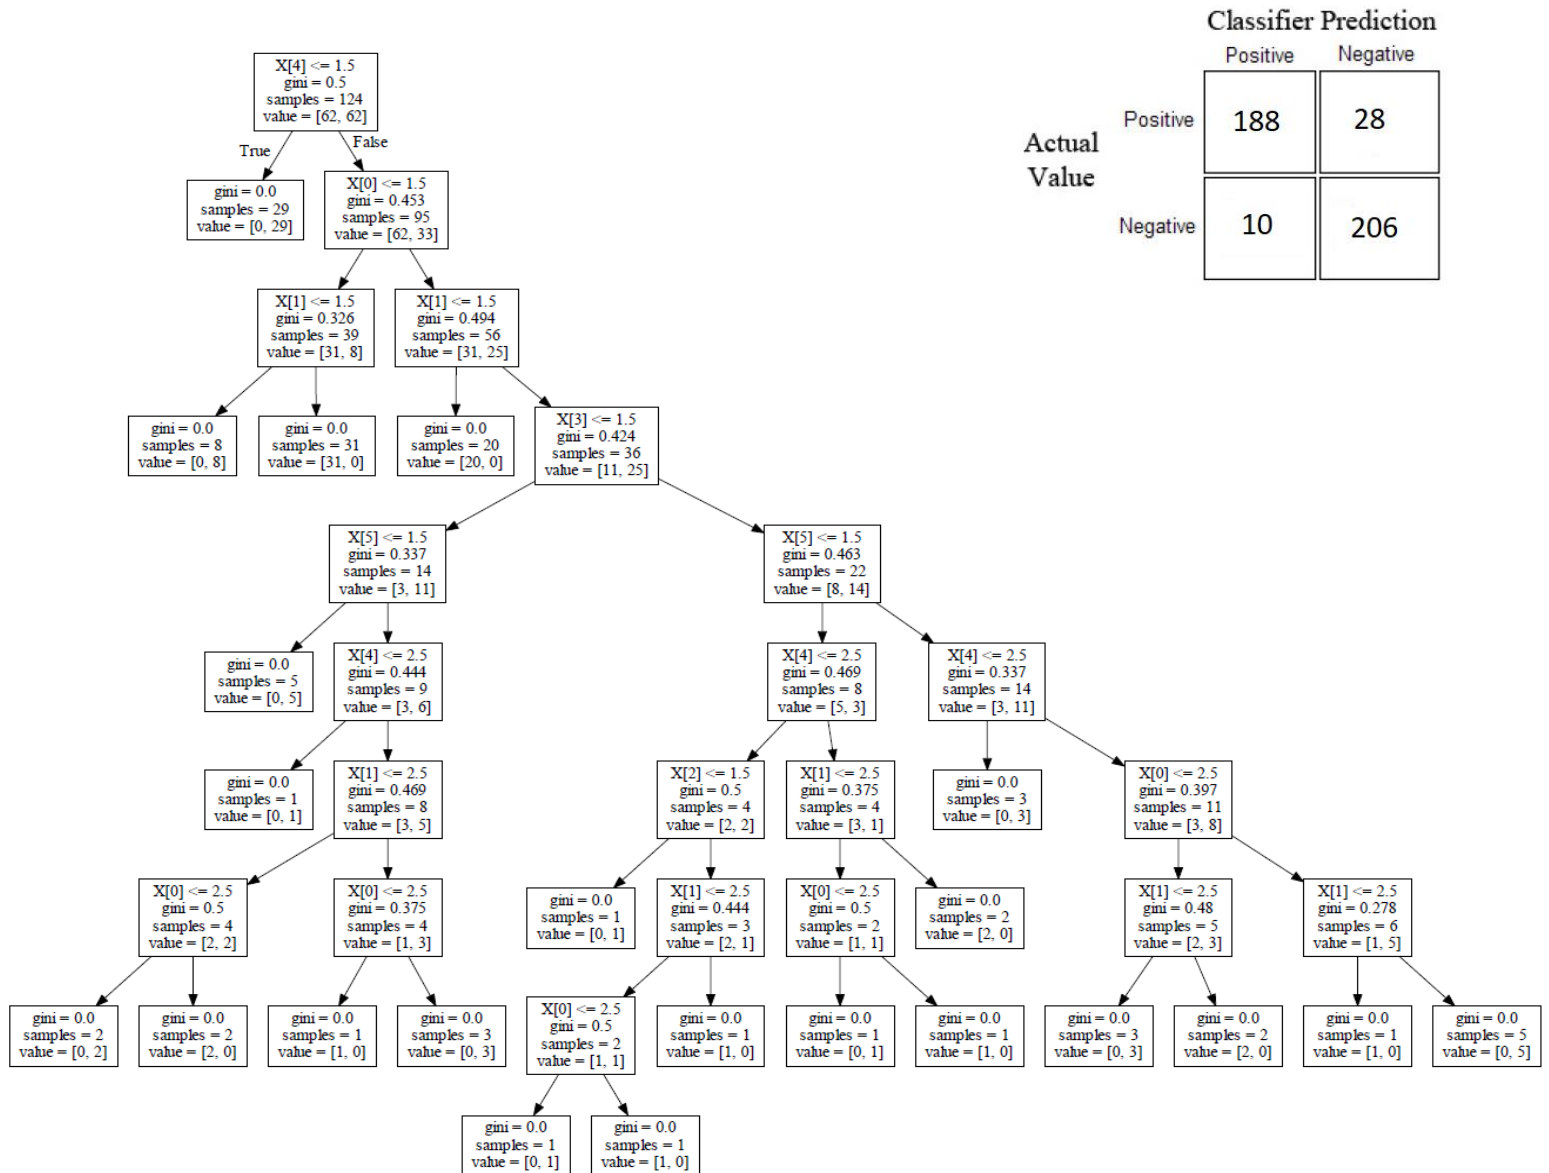 Classifier Prediction
Positive
Negative
Actual
Value
Positive
188
28
Negative
10
206
X[4] <= 1.5
gini = 0.5
samples = 124
value = [62, 62]
True
False
gini = 0.0
samples = 29
value = [0, 29]
X[0] <= 1.5
gini = 0.453
samples = 95
value = [62, 33]
X[1] <= 1.5
gini = 0.326
samples = 39
value = [31, 8]
X[1] <= 1.5
gini = 0.494
samples = 56
value = [31, 25]
gini = 0.0
samples = 8
value = [0, 8]
gini = 0.0
samples = 31
value = [31, 0]
gini = 0.0
samples = 20
value = [20, 0]
X[3] <= 1.5
gini = 0.424
samples = 36
value = [11, 25]
X[5] <= 1.5
gini = 0.337
samples = 14
value = [3, 11]
X[5] <= 1.5
gini = 0.463
samples = 22
value = [8, 14]
gini = 0.0
samples = 5
value = [0, 5]
X[4] <= 2.5
gini = 0.444
samples = 9
value = [3, 6]
X[4] <= 2.5
gini = 0.469
samples = 8
value = [5, 3]
X[4] <= 2.5
gini = 0.337
samples = 14
value = [3, 11]
gini = 0.0
samples = 1
value = [0, 1]
X[1] <= 2.5
gini = 0.469
samples = 8
value = [3, 5]
X[2] <= 1.5
gini = 0.5
samples = 4
value = [2, 2]
X[1] <= 2.5
gini = 0.375
samples = 4
value = [3, 1]
gini = 0.0
samples = 3
value = [0, 3]
X[0] <= 2.5
gini = 0.397
samples = 11
value = [3, 8]
X[0] <= 2.5
gini = 0.5
samples = 4
value = [2, 2]
X[0] <= 2.5
gini = 0.375
samples = 4
value = [1, 3]
gini = 0.0
samples = 1
value = [0, 1]
X[1] <= 2.5
gini = 0.444
samples = 3
value = [2, 1]
X[0] <= 2.5
gini = 0.5
samples = 2
value = [1, 1]
gini = 0.0
samples = 2
value = [2, 0]
X[1] <= 2.5
gini = 0.48
samples = 5
value = [2, 3]
X[1] <= 2.5
gini = 0.278
samples = 6
value = [1, 5]
gini = 0.0
samples = 2
value = [0, 2]
gini = 0.0
samples = 2
value = [2, 0]
gini = 0.0
samples = 1
value = [1, 0]
gini = 0.0
samples = 3
value = [0, 3]
X[0] <= 2.5
gini = 0.5
samples = 2
value = [1, 1]
gini = 0.0
samples = 1
value = [1, 0]
gini = 0.0
samples = 1
value = [0, 1]
gini = 0.0
samples = 1
value = [1, 0]
gini = 0.0
samples = 3
value = [0, 3]
gini = 0.0
samples = 2
value = [2, 0]
gini = 0.0
samples = 1
value = [1, 0]
gini = 0.0
samples = 5
value = [0, 5]
gini = 0.0
samples = 1
value = [0, 1]
gini = 0.0
samples = 1
value = [1, 0]